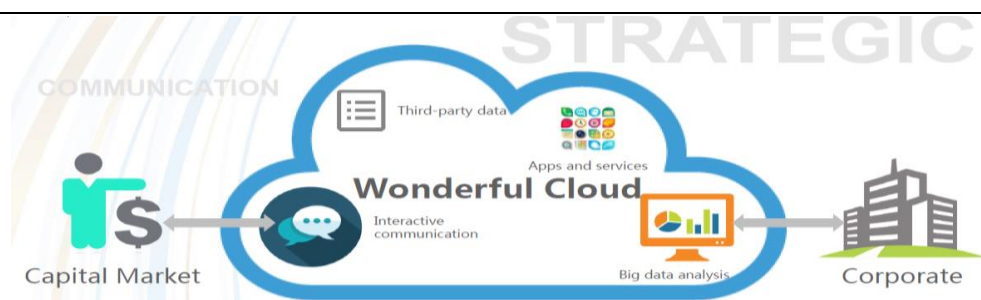 STRATEGIC
COMMUNICATION
Third-party data
Apps and services
Wonderful Cloud
Interactive
communication
Big data analysis
Capital Market
Corporate